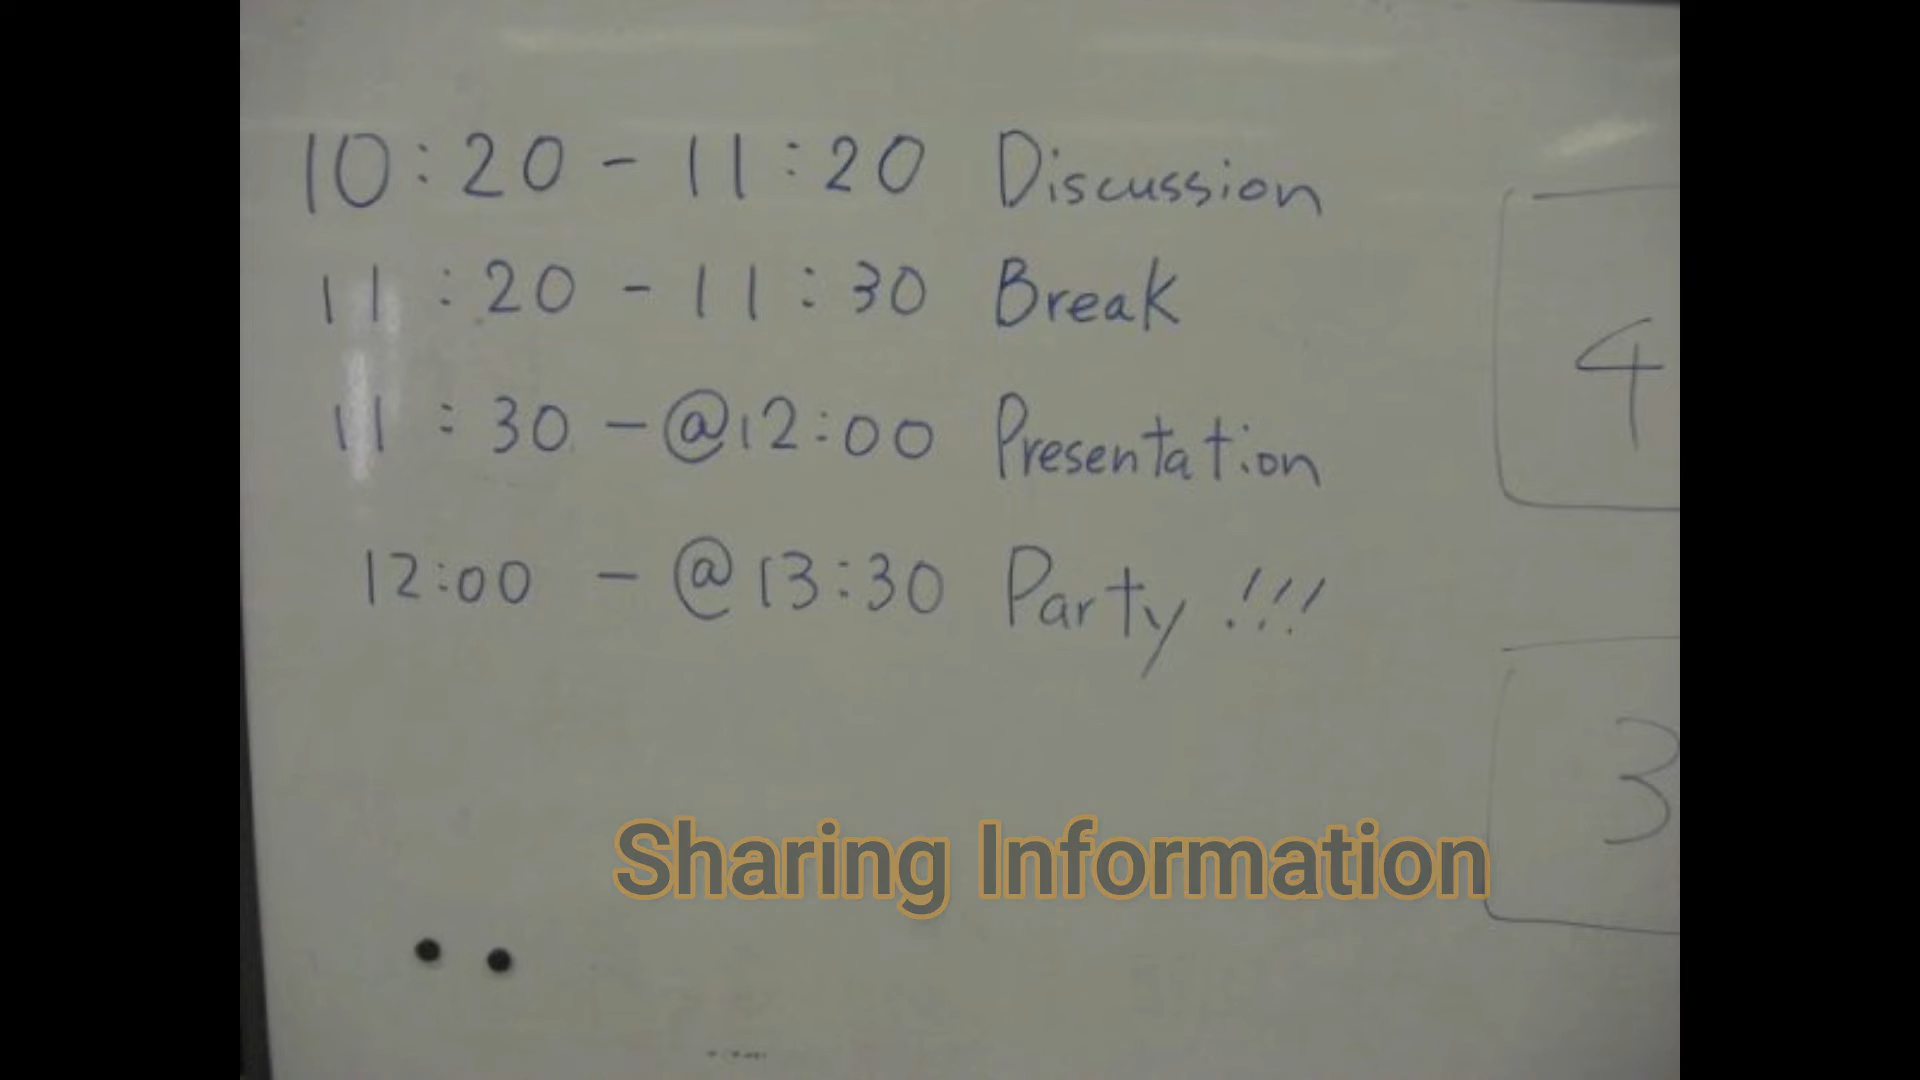 10:20 - 11:20 Discussion
11:20 - 11:30 Break
11:30 - @12:00 Presentation
12:00 - @13:30 Party !!!
4
3
Sharing Information